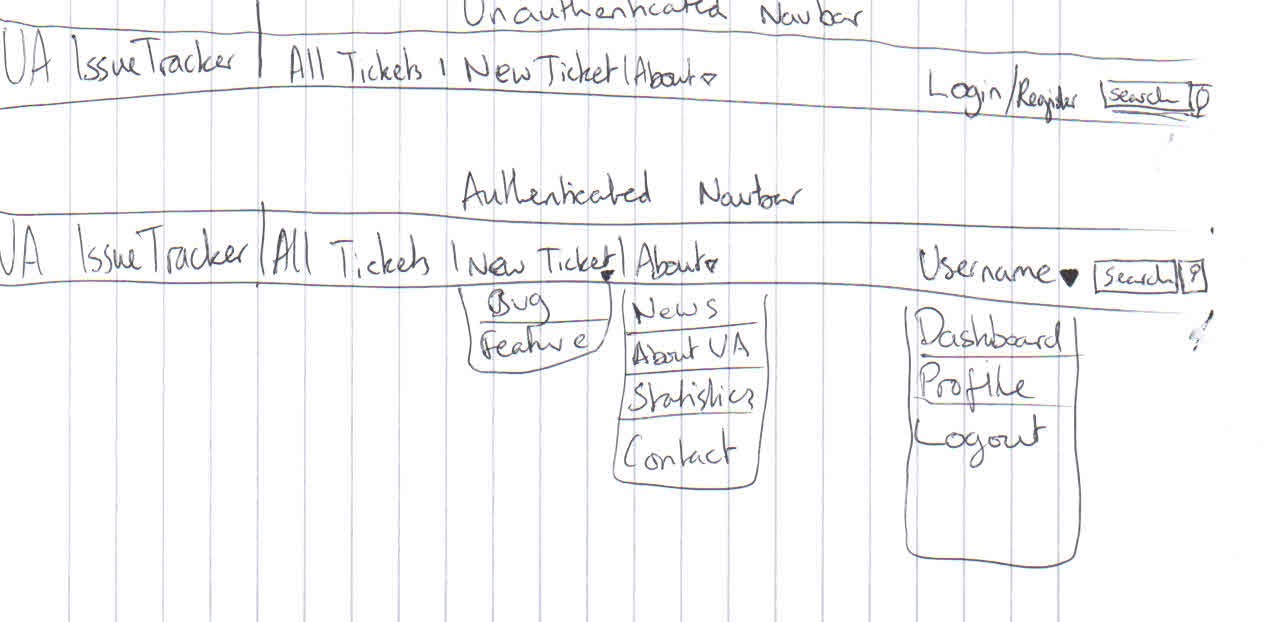 Unauthenticated Navbar
UA IssueTracker | All Tickets | New Ticket | About Login/Register search
Authenticated Navbar
UA IssueTracker | All Tickets | New Ticket | About Username search
Bug
Feature
News
About UA
Statistics
Contact
Dashboard
Profile
Logout